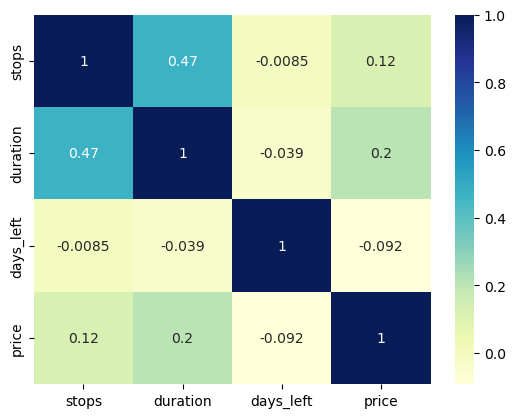 stops 1 0.47 -0.0085 0.12
duration 0.47 1 -0.039 0.2
days_left -0.0085 -0.039 1 -0.092
price 0.12 0.2 -0.092 1
stops duration days_left price
1.0
0.8
0.6
0.4
0.2
0.0